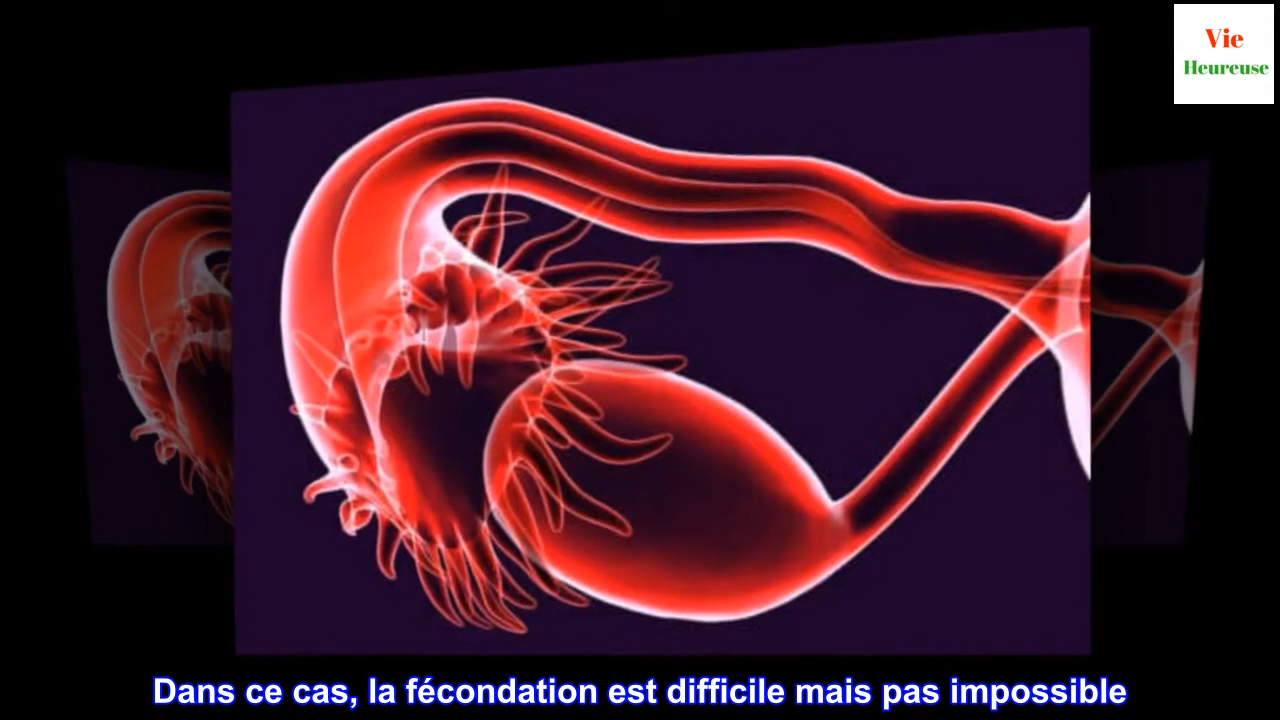 Vie
Heureuse
Dans ce cas, la fécondation est difficile mais pas impossible